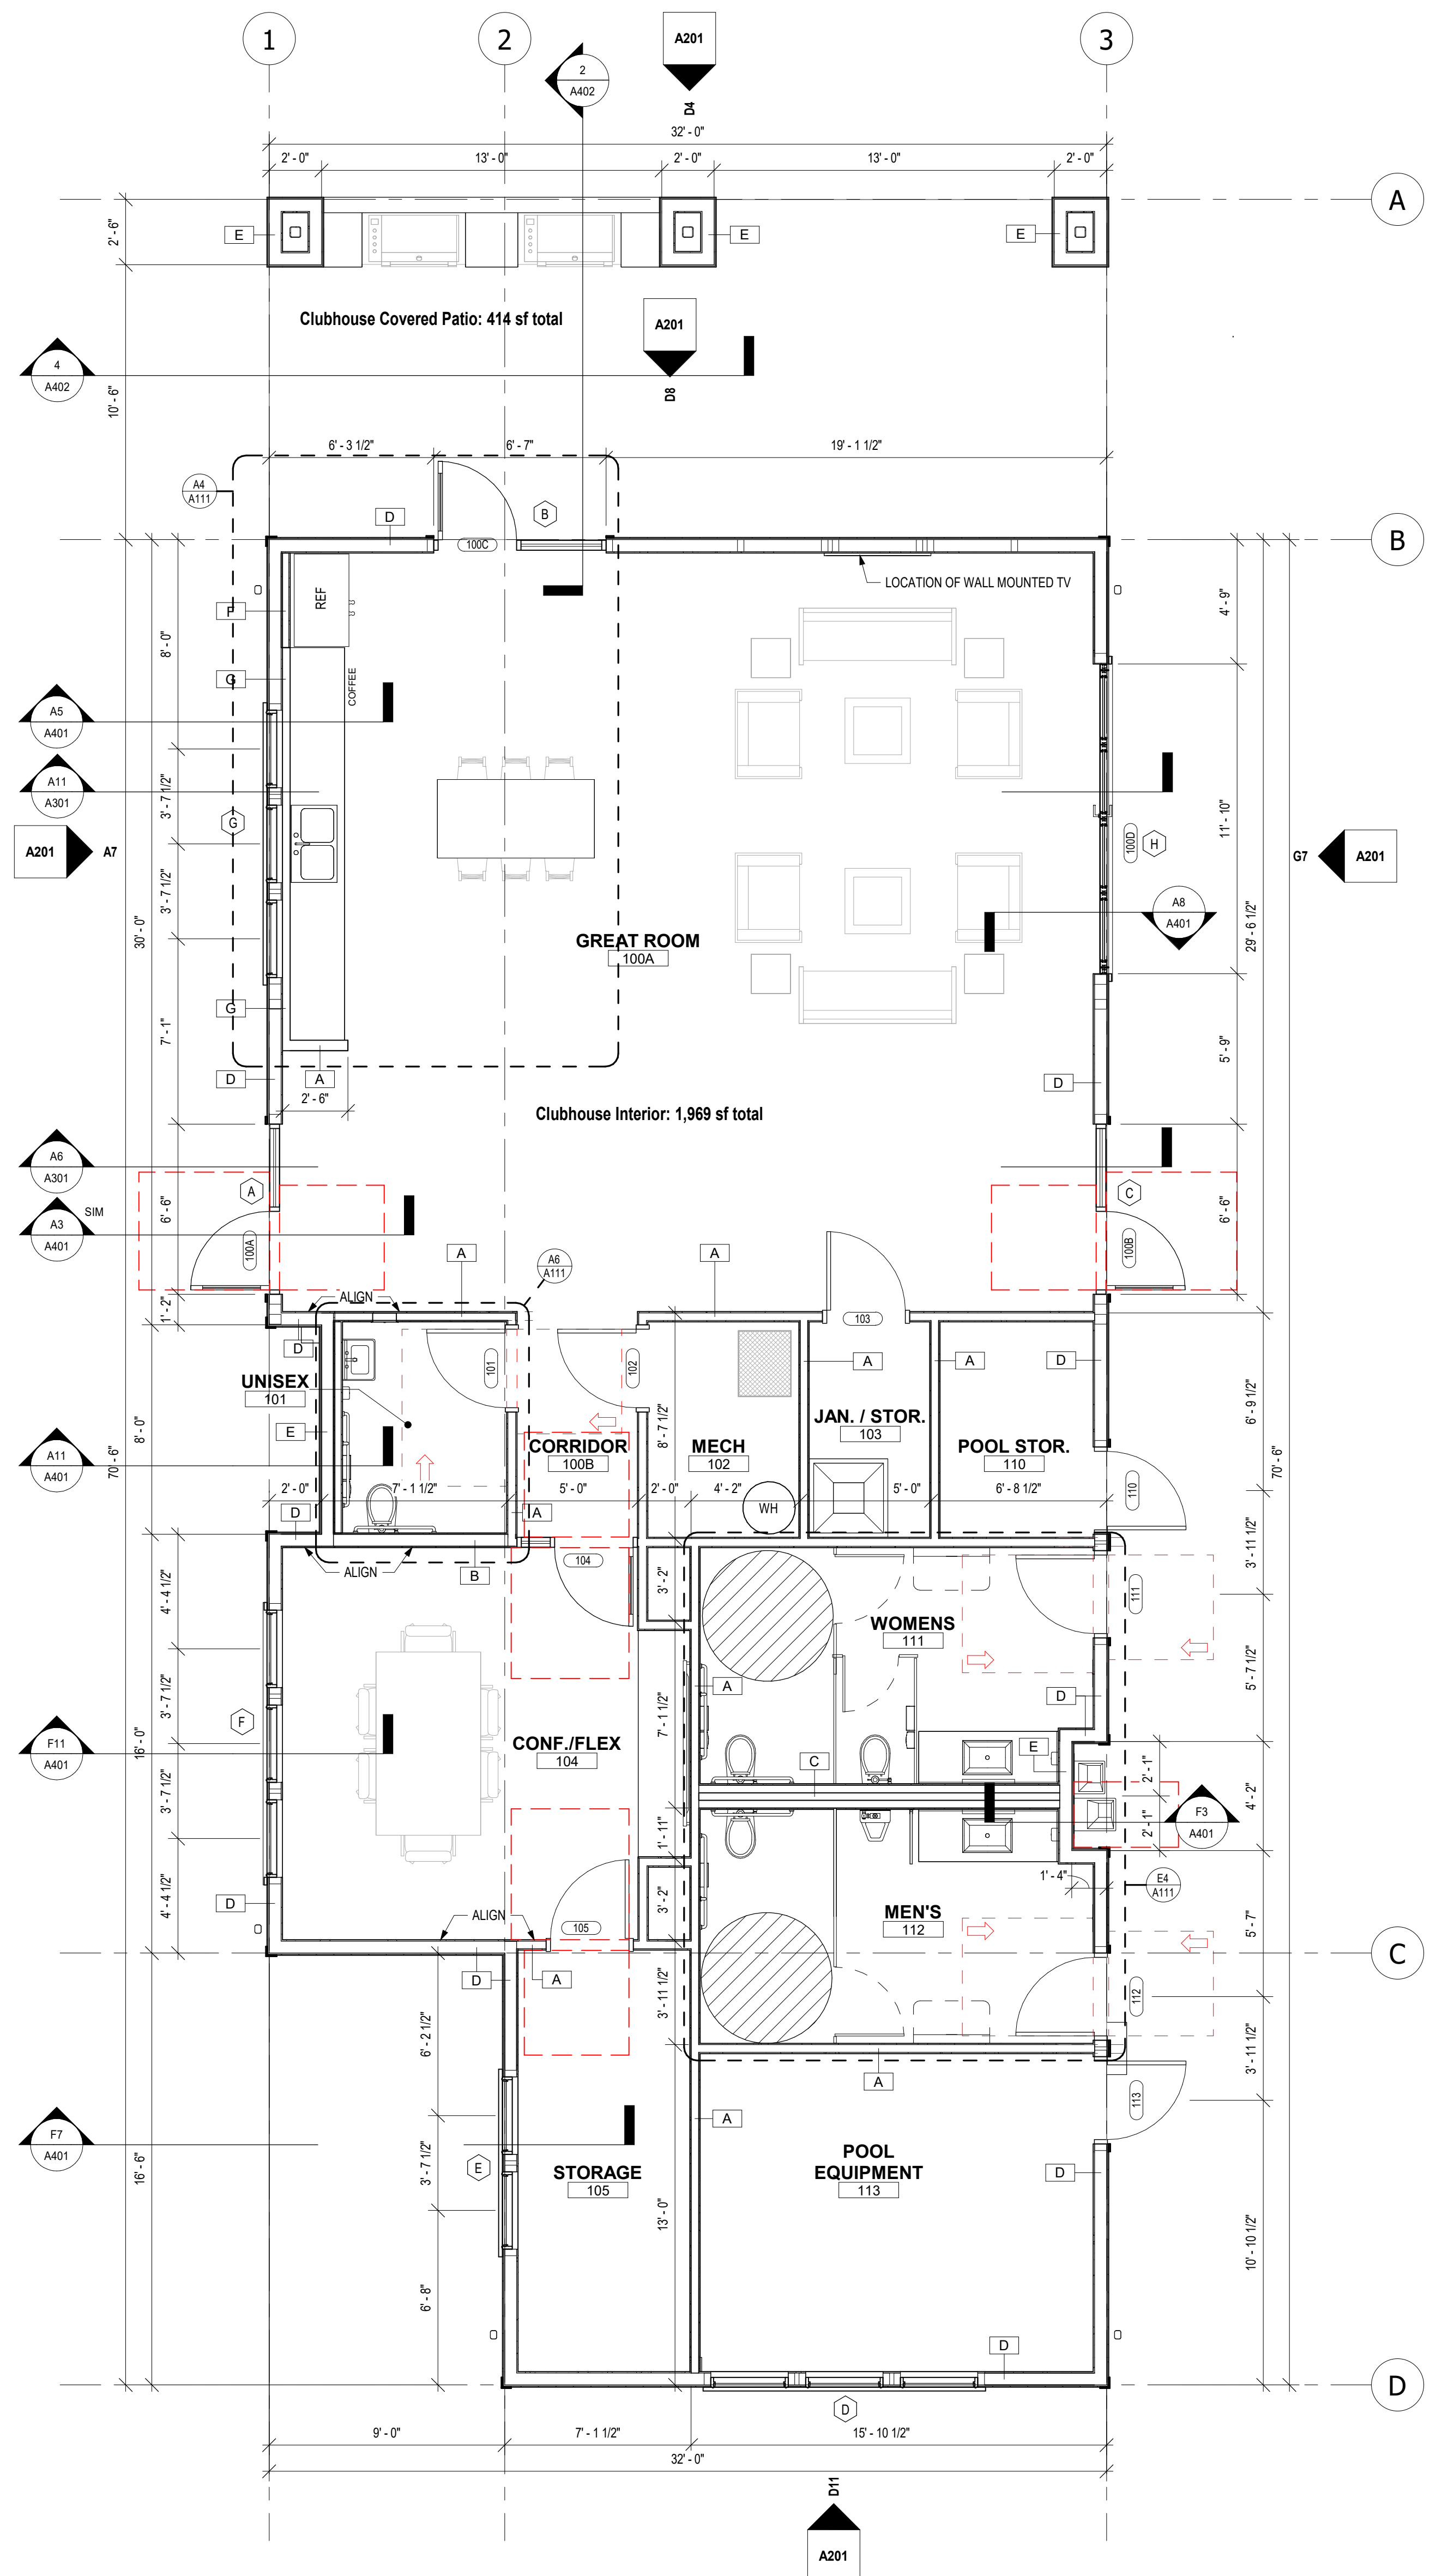 1
2
3
A201
D4
2
A402
32' - 0"
2' - 0"
13' - 0"
2' - 0"
13' - 0"
2' - 0"
A
2' - 6"
E
E
E
Clubhouse Covered Patio: 414 sf total
A201
D8
4
A402
10' - 6"
6' - 3 1/2"
6' - 7"
19' - 1 1/2"
A4
A111
D
100C
B
B
LOCATION OF WALL MOUNTED TV
REF
F
COFFEE
G
8' - 0"
4' - 9"
A5
A401
A11
A301
3' - 7 1/2"
G
A201
A7
11' - 10"
100D
H
G7
A201
3' - 7 1/2"
30' - 0"
A8
A401
29' - 6 1/2"
GREAT ROOM
100A
G
7' - 1"
5' - 9"
D
A
D
2' - 6"
Clubhouse Interior: 1,969 sf total
A6
A301
A
C
A3
A401
SIM
6' - 6"
6' - 6"
100A
100B
A
A
A6
A111
ALIGN
1' - 2"
103
D
101
102
A
A
D
UNISEX
101
8' - 7 1/2"
JAN. / STOR.
103
6' - 9 1/2"
E
CORRIDOR
100B
MECH
102
POOL STOR.
110
A11
A401
70' - 6"
8' - 0"
70' - 6"
2' - 0"
7' - 1 1/2"
5' - 0"
2' - 0"
4' - 2"
5' - 0"
6' - 8 1/2"
110
WH
D
A
ALIGN
B
104
3' - 2"
3' - 11 1/2"
4' - 4 1/2"
111
WOMENS
111
3' - 7 1/2"
A
D
5' - 7 1/2"
F
7' - 1 1/2"
F11
A401
16' - 0"
CONF./FLEX
104
C
E
2' - 1"
4' - 2"
3' - 7 1/2"
2' - 1"
F3
A401
1' - 11"
1' - 4"
E4
A111
4' - 4 1/2"
D
3' - 2"
MEN'S
112
5' - 7"
ALIGN
105
C
D
A
3' - 11 1/2"
112
6' - 2 1/2"
3' - 11 1/2"
A
A
113
F7
A401
16' - 6"
3' - 7 1/2"
E
STORAGE
105
POOL
EQUIPMENT
113
D
13' - 0"
10' - 10 1/2"
6' - 8"
D
D
D
9' - 0"
7' - 1 1/2"
15' - 10 1/2"
32' - 0"
D11
A201